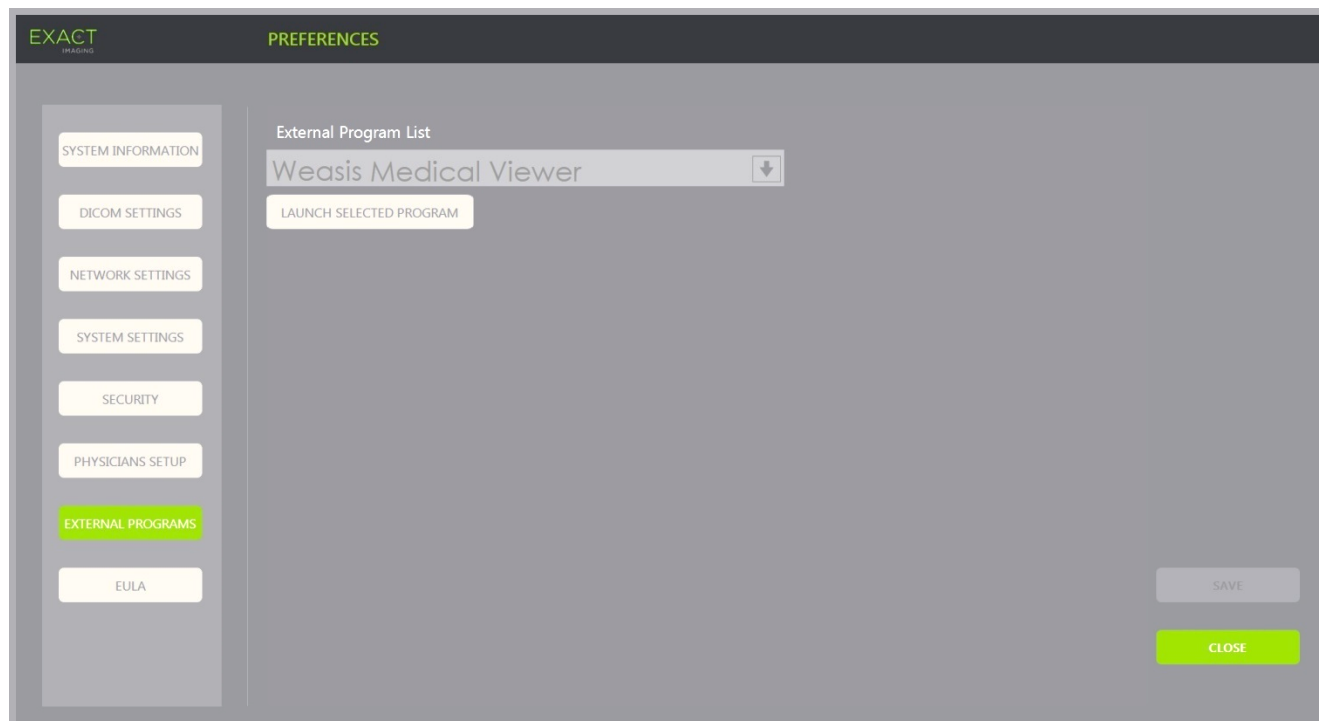 EXACT
IMAGING
PREFERENCES
SYSTEM INFORMATION
DICOM SETTINGS
NETWORK SETTINGS
SYSTEM SETTINGS
SECURITY
PHYSICIANS SETUP
EXTERNAL PROGRAMS
EULA
External Program List
Weasis Medical Viewer
LAUNCH SELECTED PROGRAM
SAVE
CLOSE